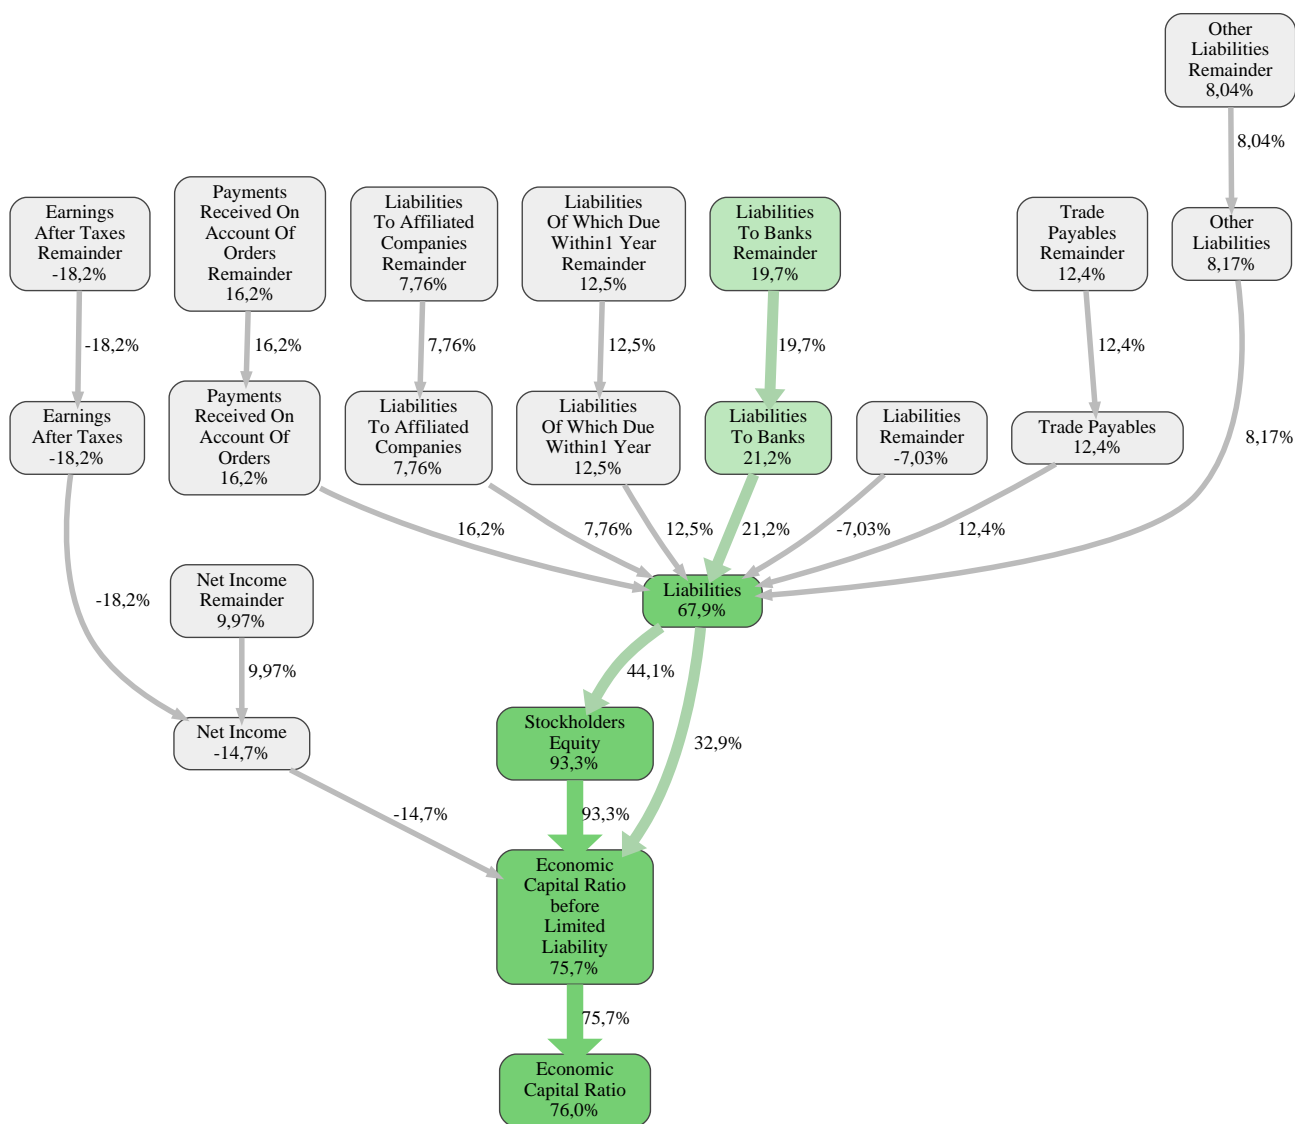 Other
Liabilities
Remainder
8,04%
8,04%
Earnings
After Taxes
Remainder
-18,2%
Payments
Received On
Account Of
Orders
Remainder
16,2%
Liabilities
To Affiliated
Companies
Remainder
7,76%
Liabilities
Of Which Due
Within1 Year
Remainder
12,5%
Liabilities
To Banks
Remainder
19,7%
Trade
Payables
Remainder
12,4%
Other
Liabilities
8,17%
-18,2%
16,2%
7,76%
12,5%
19,7%
12,4%
Earnings
After Taxes
-18,2%
Payments
Received On
Account Of
Orders
16,2%
Liabilities
To Affiliated
Companies
7,76%
Liabilities
Of Which Due
Within1 Year
12,5%
Liabilities
To Banks
21,2%
Liabilities
Remainder
-7,03%
Trade Payables
12,4%
8,17%
16,2%
7,76%
12,5%
21,2%
-7,03%
12,4%
-18,2%
Net Income
Remainder
9,97%
Liabilities
67,9%
9,97%
44,1%
Net Income
-14,7%
Stockholders
Equity
93,3%
32,9%
-14,7%
93,3%
Economic
Capital Ratio
before
Limited
Liability
75,7%
75,7%
Economic
Capital Ratio
76,0%